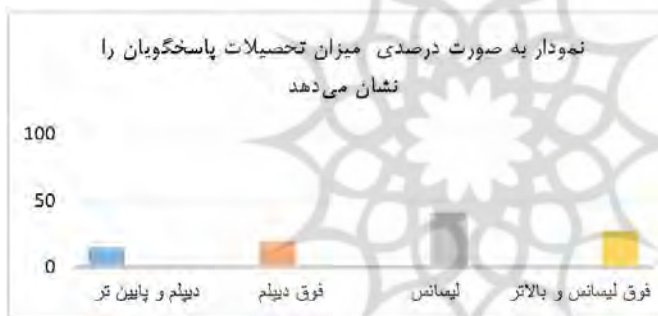 نمودار به صورت درصدی میزان تحصیلات پاسخگویان را
نشان می‌دهد
100
50
0
دیپلم و پایین تر
فوق دیپلم
لیسانس
فوق لیسانس و بالاتر